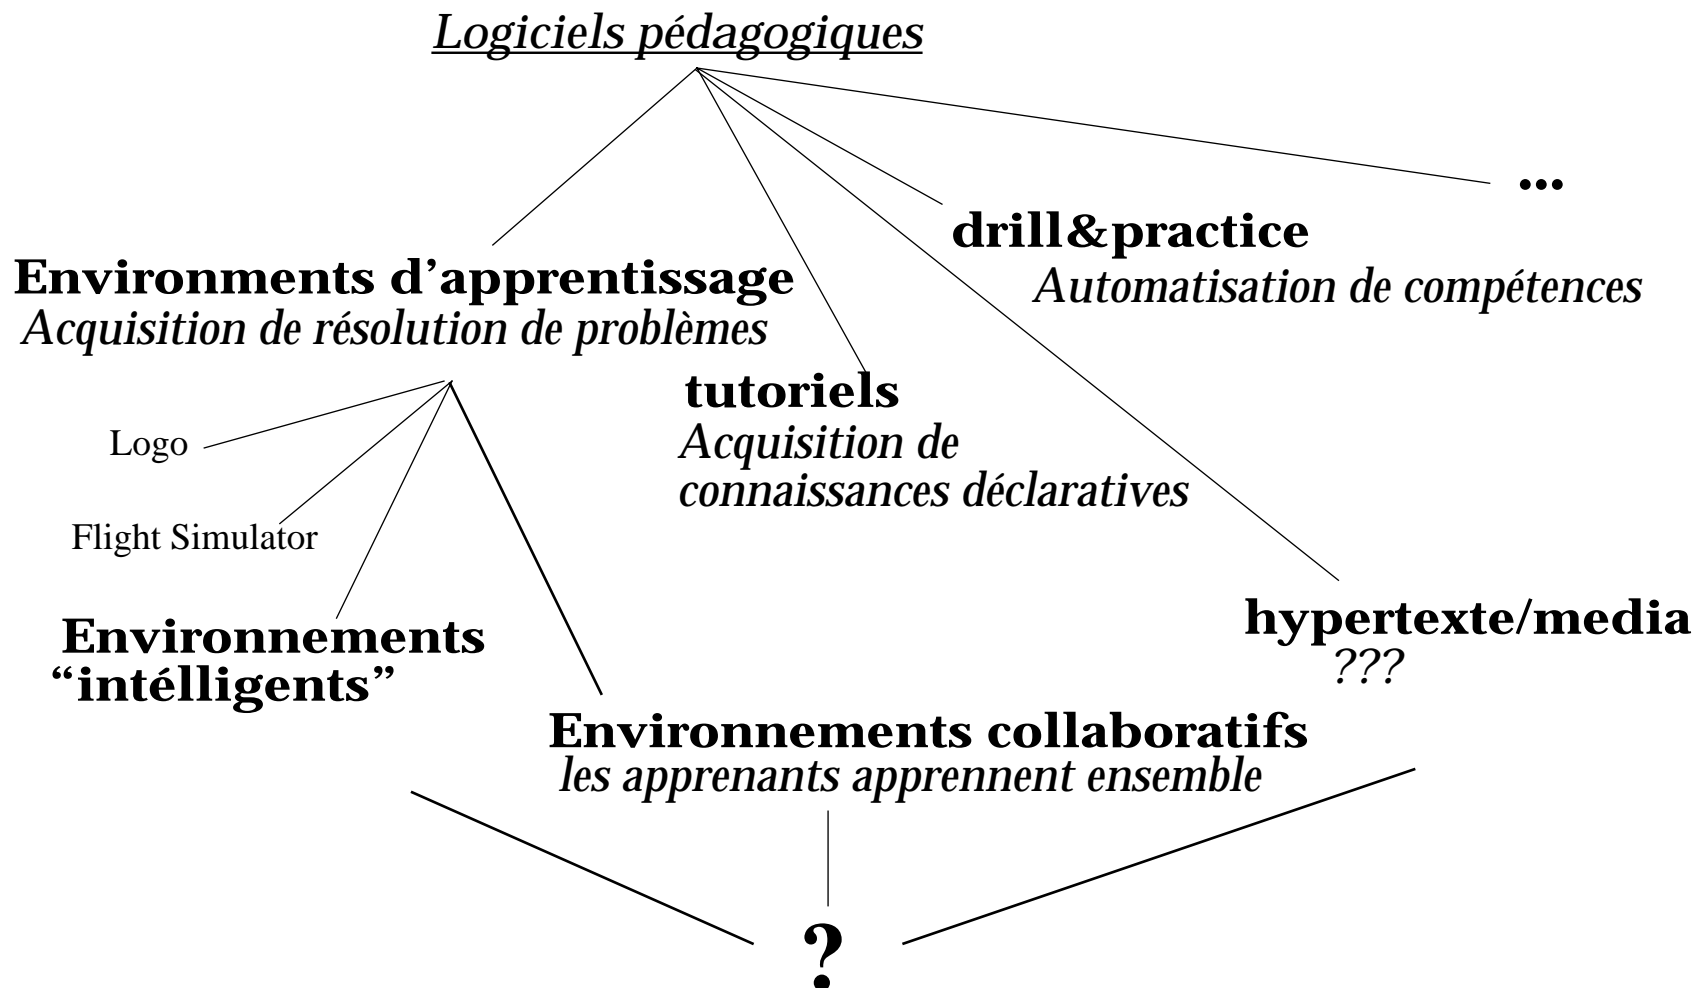 Logiciels pédagogiques
...
drill&practice
Automatisation de compétences
Environments d’apprentissage
Acquisition de résolution de problèmes
tutoriels
Acquisition de
connaissances déclaratives
Logo
Flight Simulator
Environnements
“intélligents”
hypertexte/media
???
Environnements collaboratifs
les apprenants apprennent ensemble
?